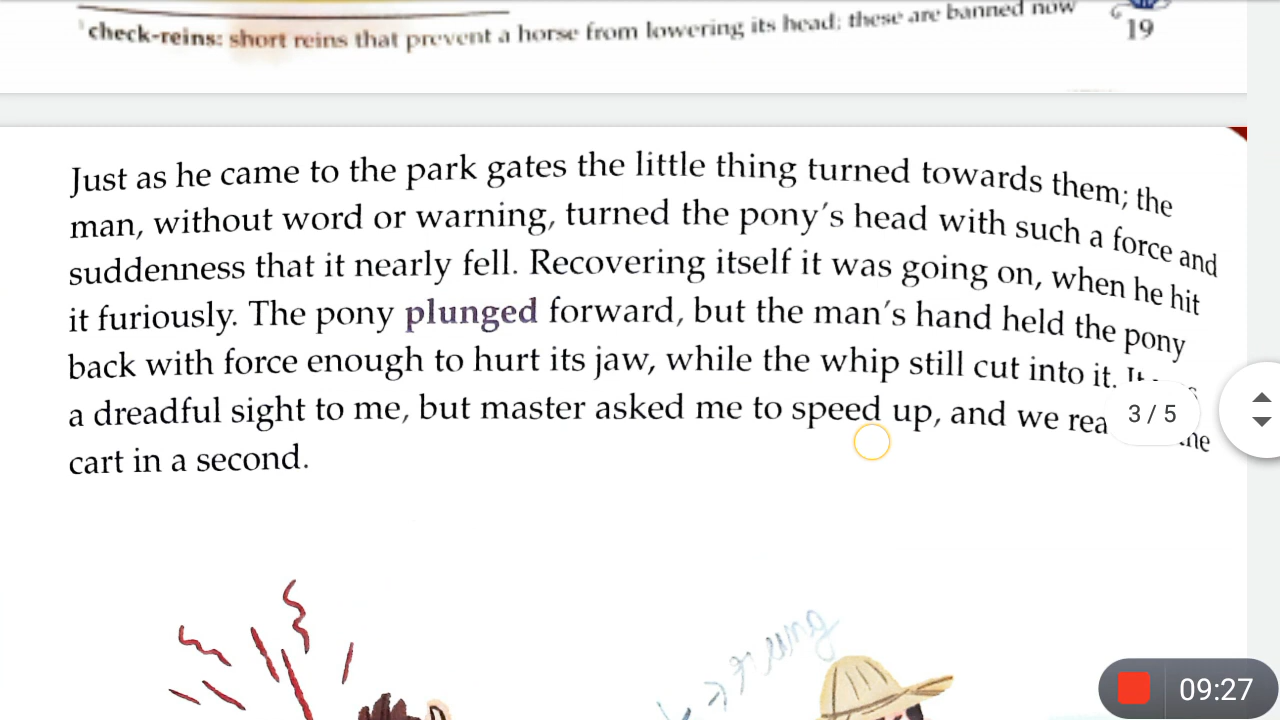 check-reins: short reins that prevent a horse from lowering its head; these are banned now
19
Just as he came to the park gates the little thing turned towards them; the
man, without word or warning, turned the pony's head with such a force and
suddenness that it nearly fell. Recovering itself it was going on, when he hit
it furiously. The pony plunged forward, but the man's hand held the pony
back with force enough to hurt its jaw, while the whip still cut into it. It
a dreadful sight to me, but master asked me to speed up, and we
cart in a second.
3 / 5
09:27